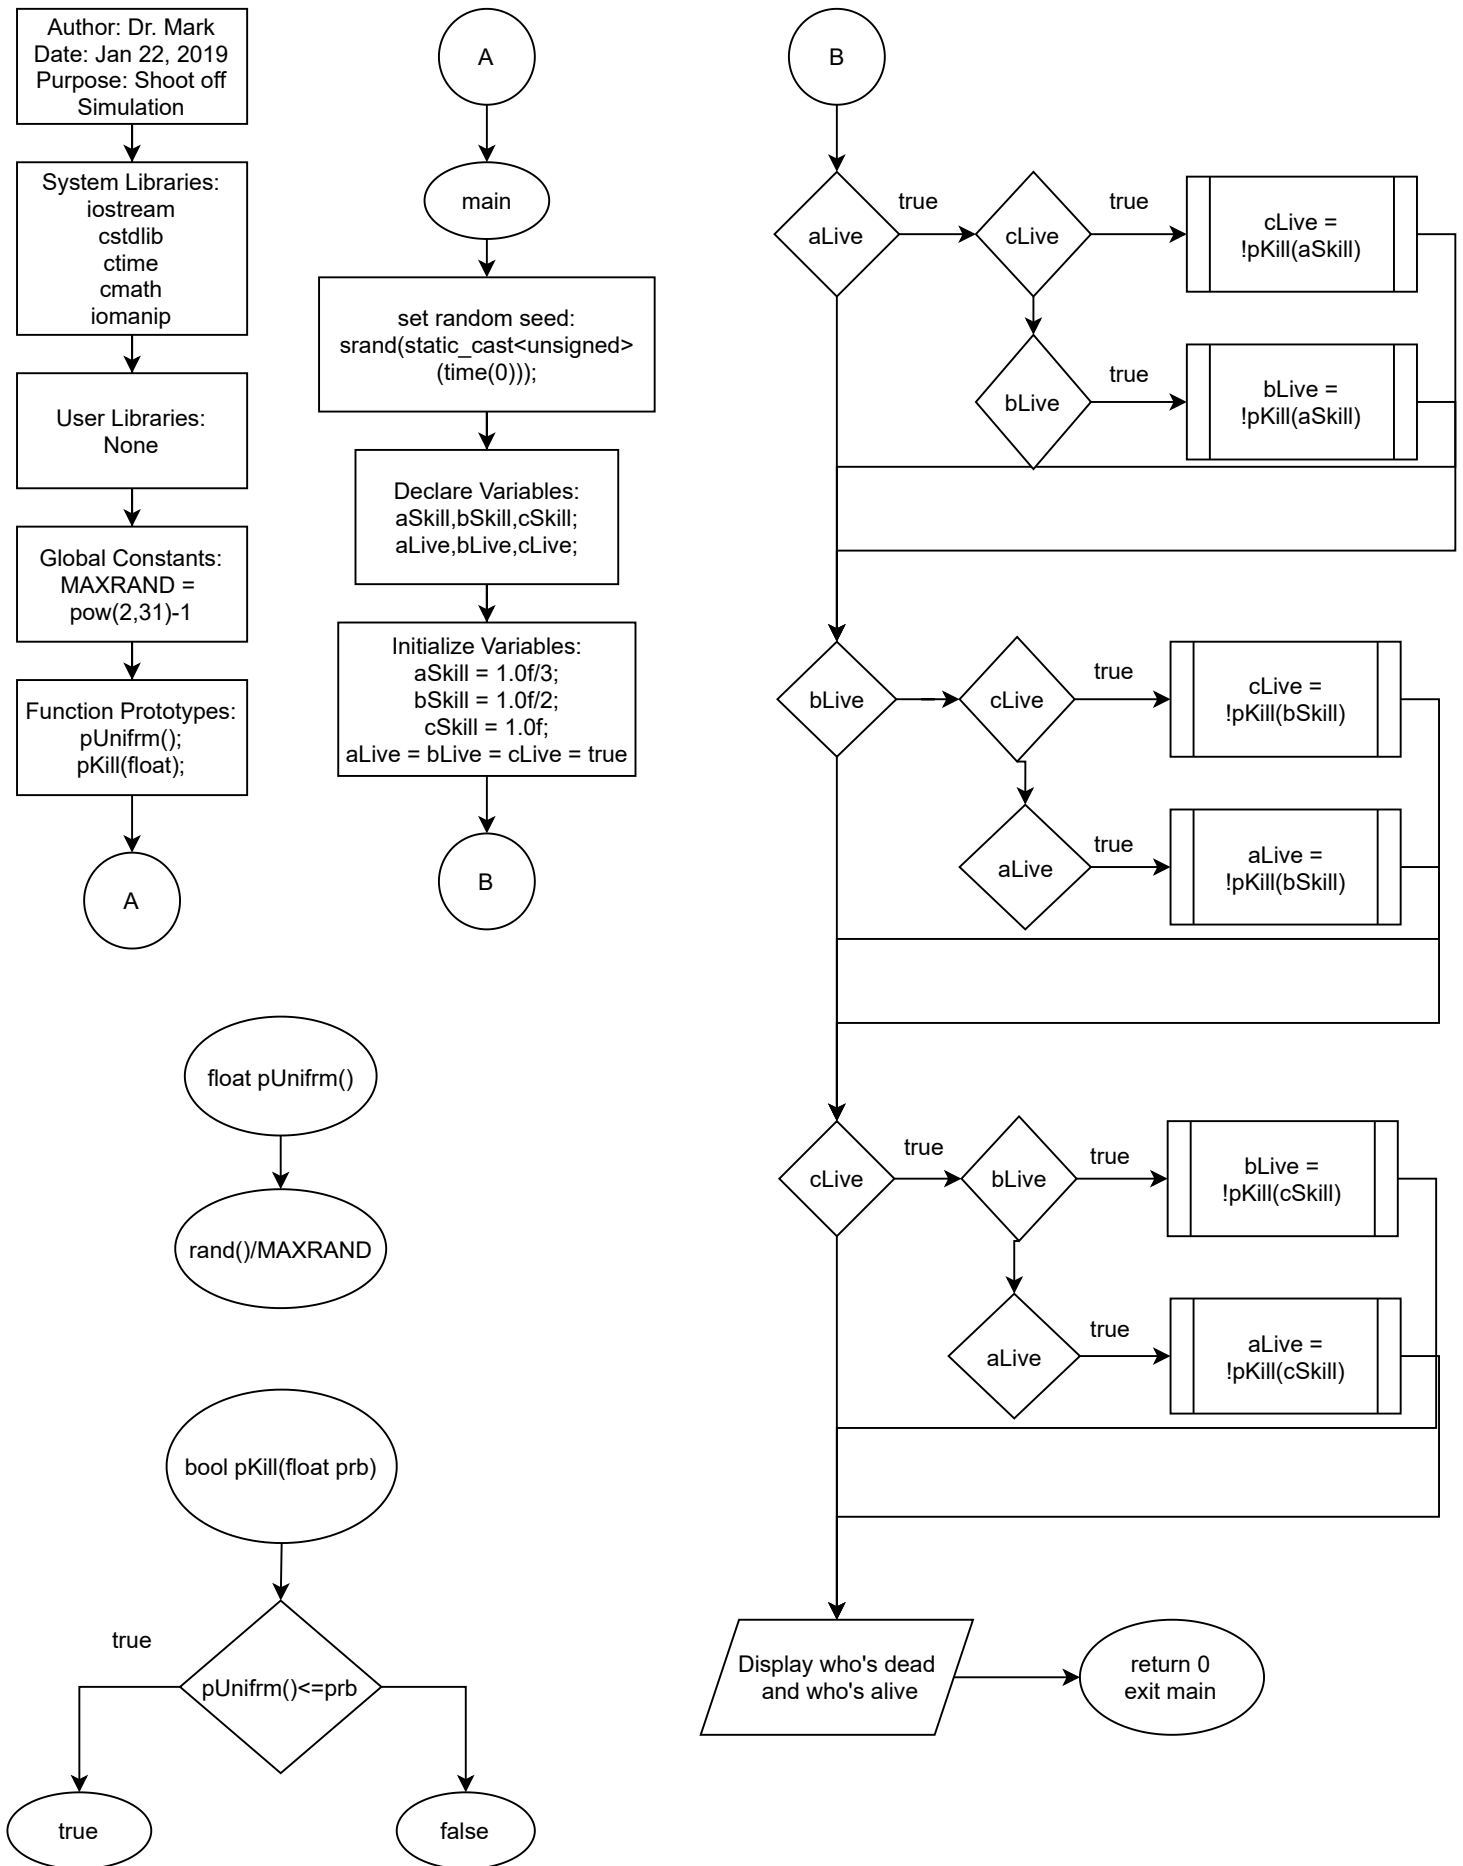 Author: Dr. Mark
Date: Jan 22, 2019
Purpose: Shoot off
Simulation
System Libraries:
iostream
cstdlib
ctime
cmath
iomanip
User Libraries:
None
Global Constants:
MAXRAND =
pow(2,31)-1
Function Prototypes:
pUnifrm();
pKill(float);
A
A
main
set random seed:
srand(static_cast<unsigned>
(time(0)));
Declare Variables:
aSkill,bSkill,cSkill;
aLive,bLive,cLive;
Initialize Variables:
aSkill = 1.0f/3;
bSkill = 1.0f/2;
cSkill = 1.0f;
aLive = bLive = cLive = true
B
B
aLive
true
cLive
true
cLive =
!pKill(aSkill)
bLive
true
bLive =
!pKill(aSkill)
bLive
cLive
true
cLive =
!pKill(bSkill)
aLive
true
aLive =
!pKill(bSkill)
cLive
true
bLive
true
bLive =
!pKill(cSkill)
aLive
true
aLive =
!pKill(cSkill)
Display who's dead
and who's alive
return 0
exit main
float pUnifrm()
rand()/MAXRAND
bool pKill(float prb)
true
pUnifrm()<=prb
true
false